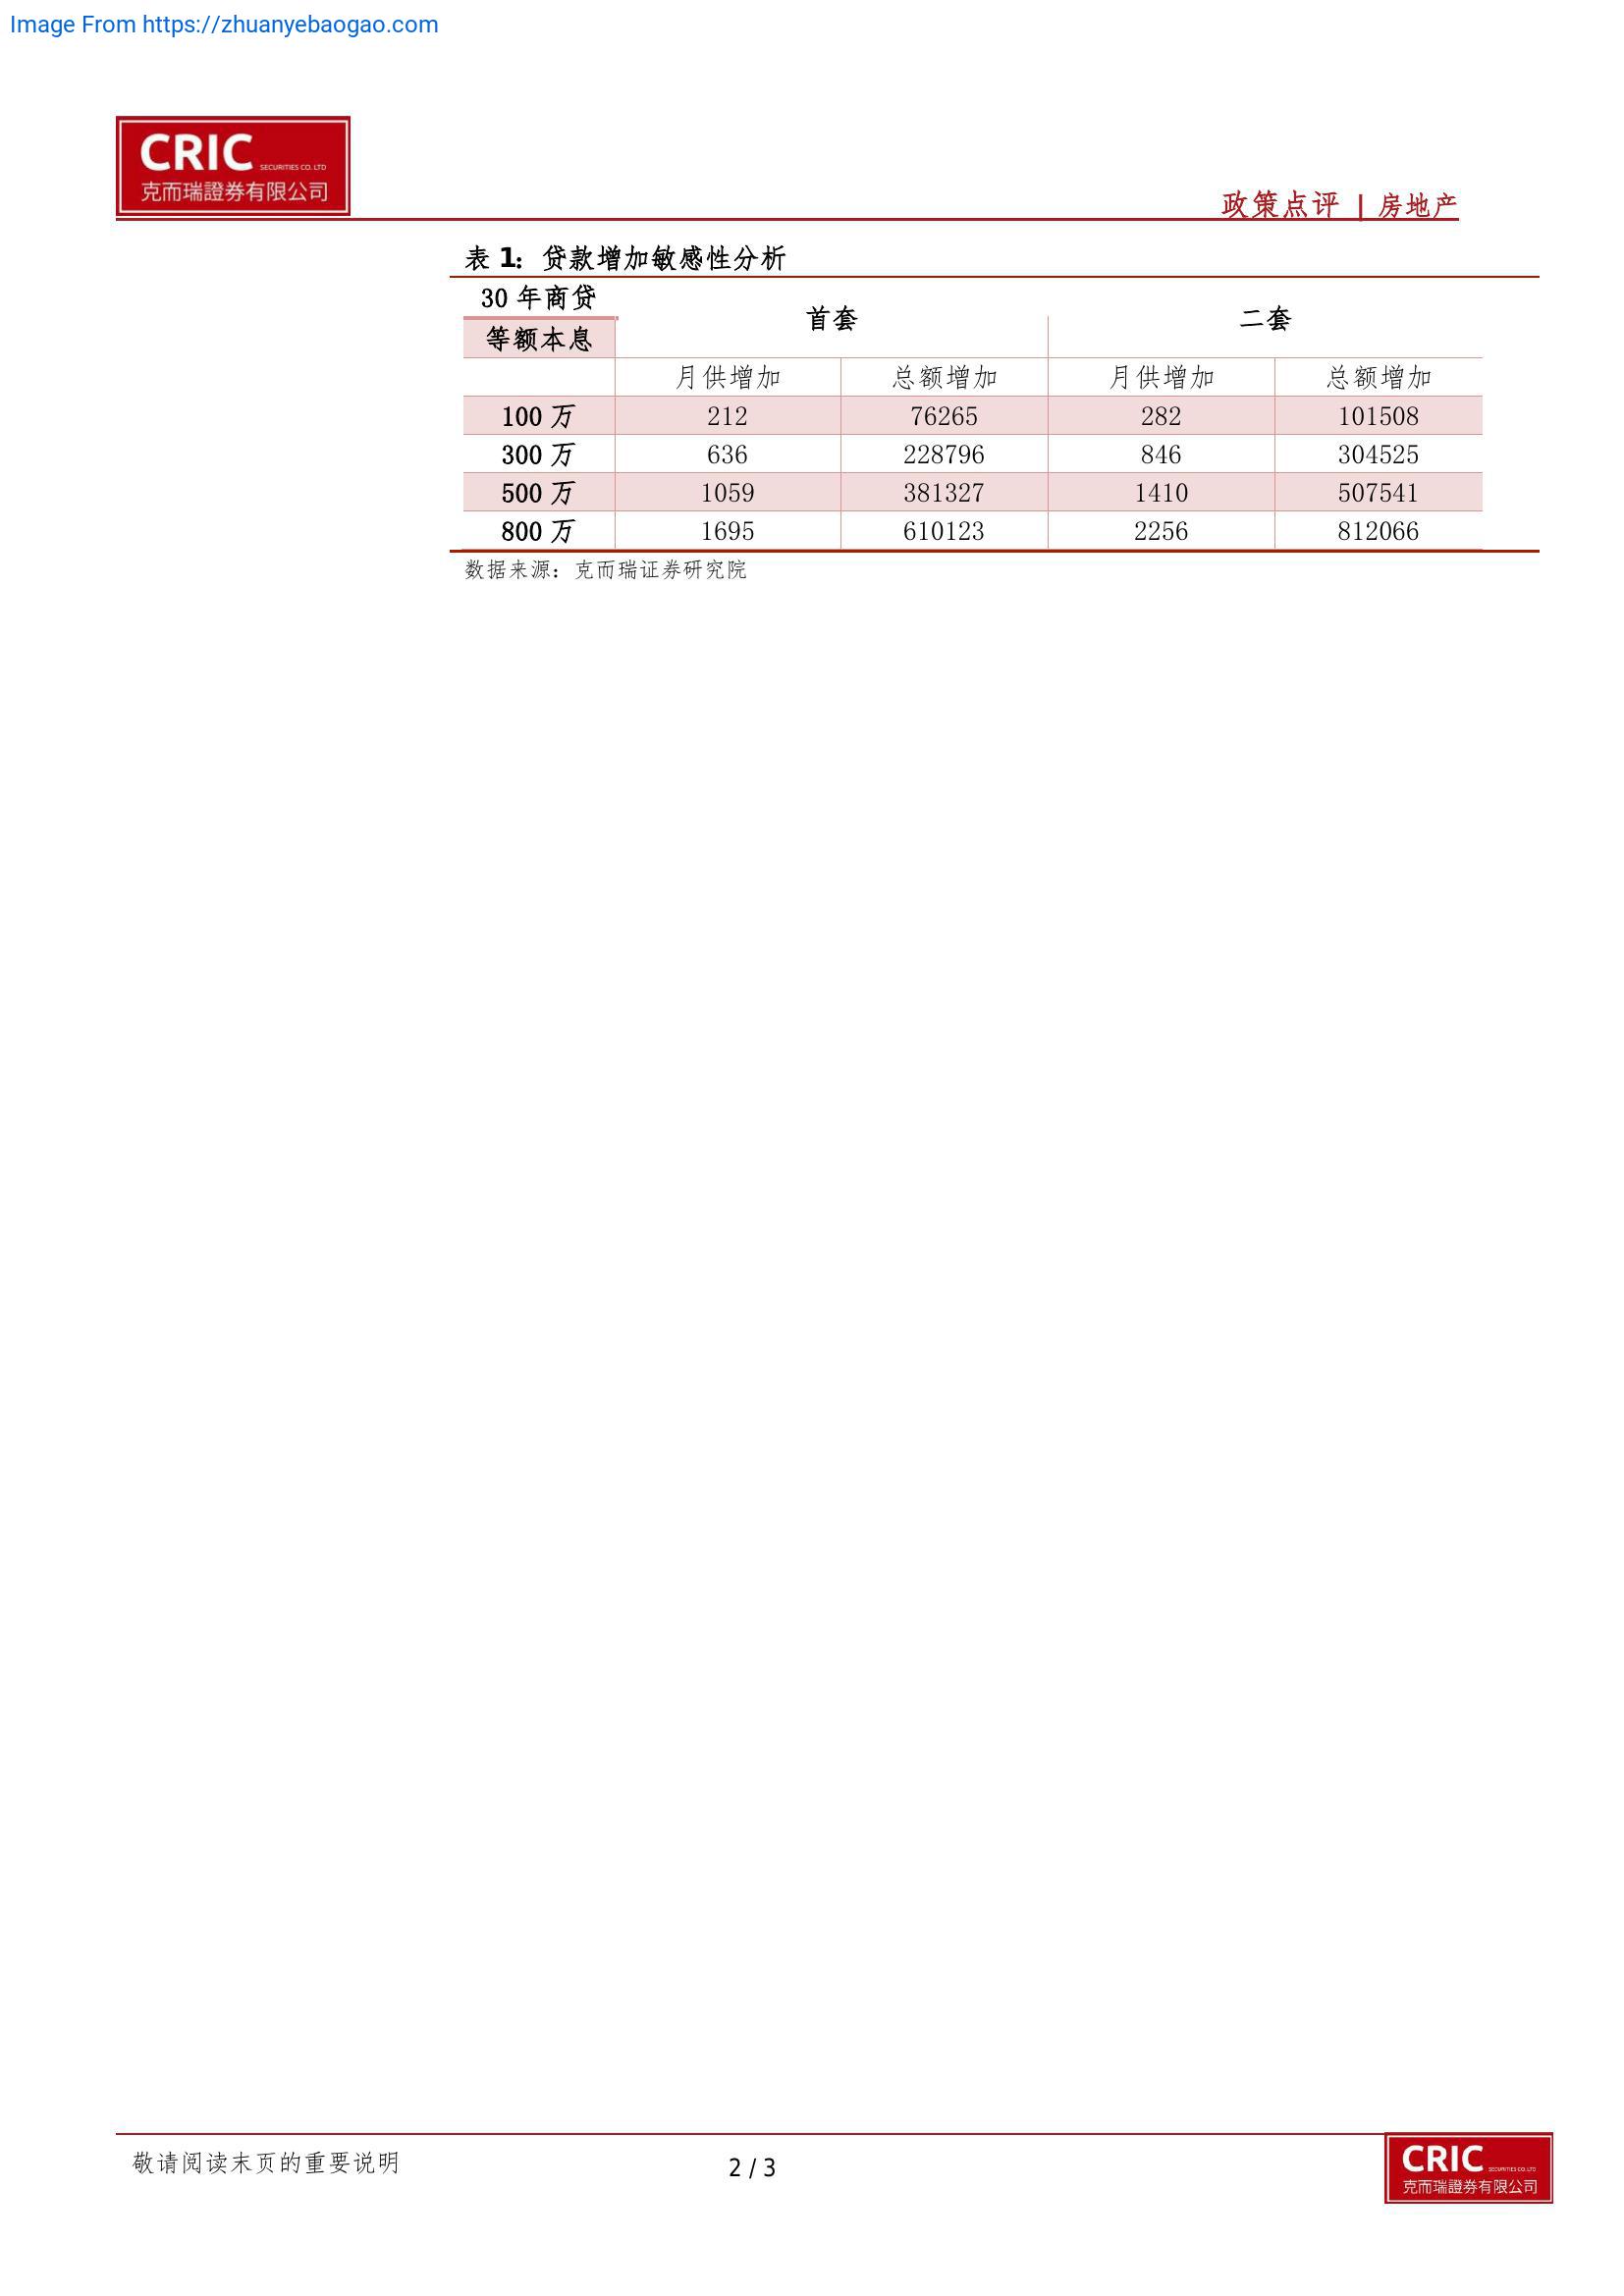 Image From https://zhuanyebaogao.com
CRIC SECURITIES CO. LTD
克而瑞證券有限公司
政策点评 | 房地产
表 1: 贷款增加敏感性分析
30 年商贷 首套 二套
等额本息
月供增加 总额增加 月供增加 总额增加
100 万 212 76265 282 101508
300 万 636 228796 846 304525
500 万 1059 381327 1410 507541
800 万 1695 610123 2256 812066
数据来源：克而瑞证券研究院
敬请阅读末页的重要说明
2 / 3
CRIC SECURITIES CO. LTD
克而瑞證券有限公司